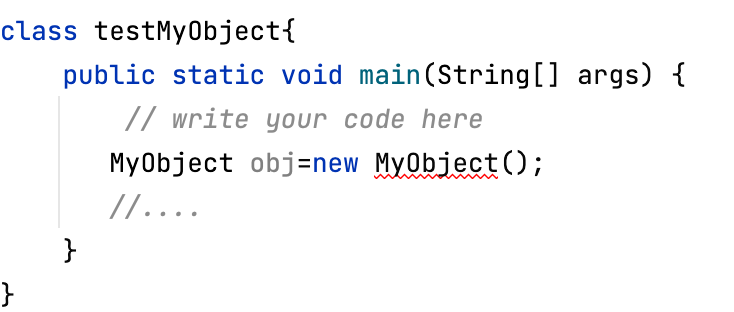 class testMyObject{
    public static void main(String[] args) {
        // write your code here
       MyObject obj=new MyObject();
       //....
    }
}